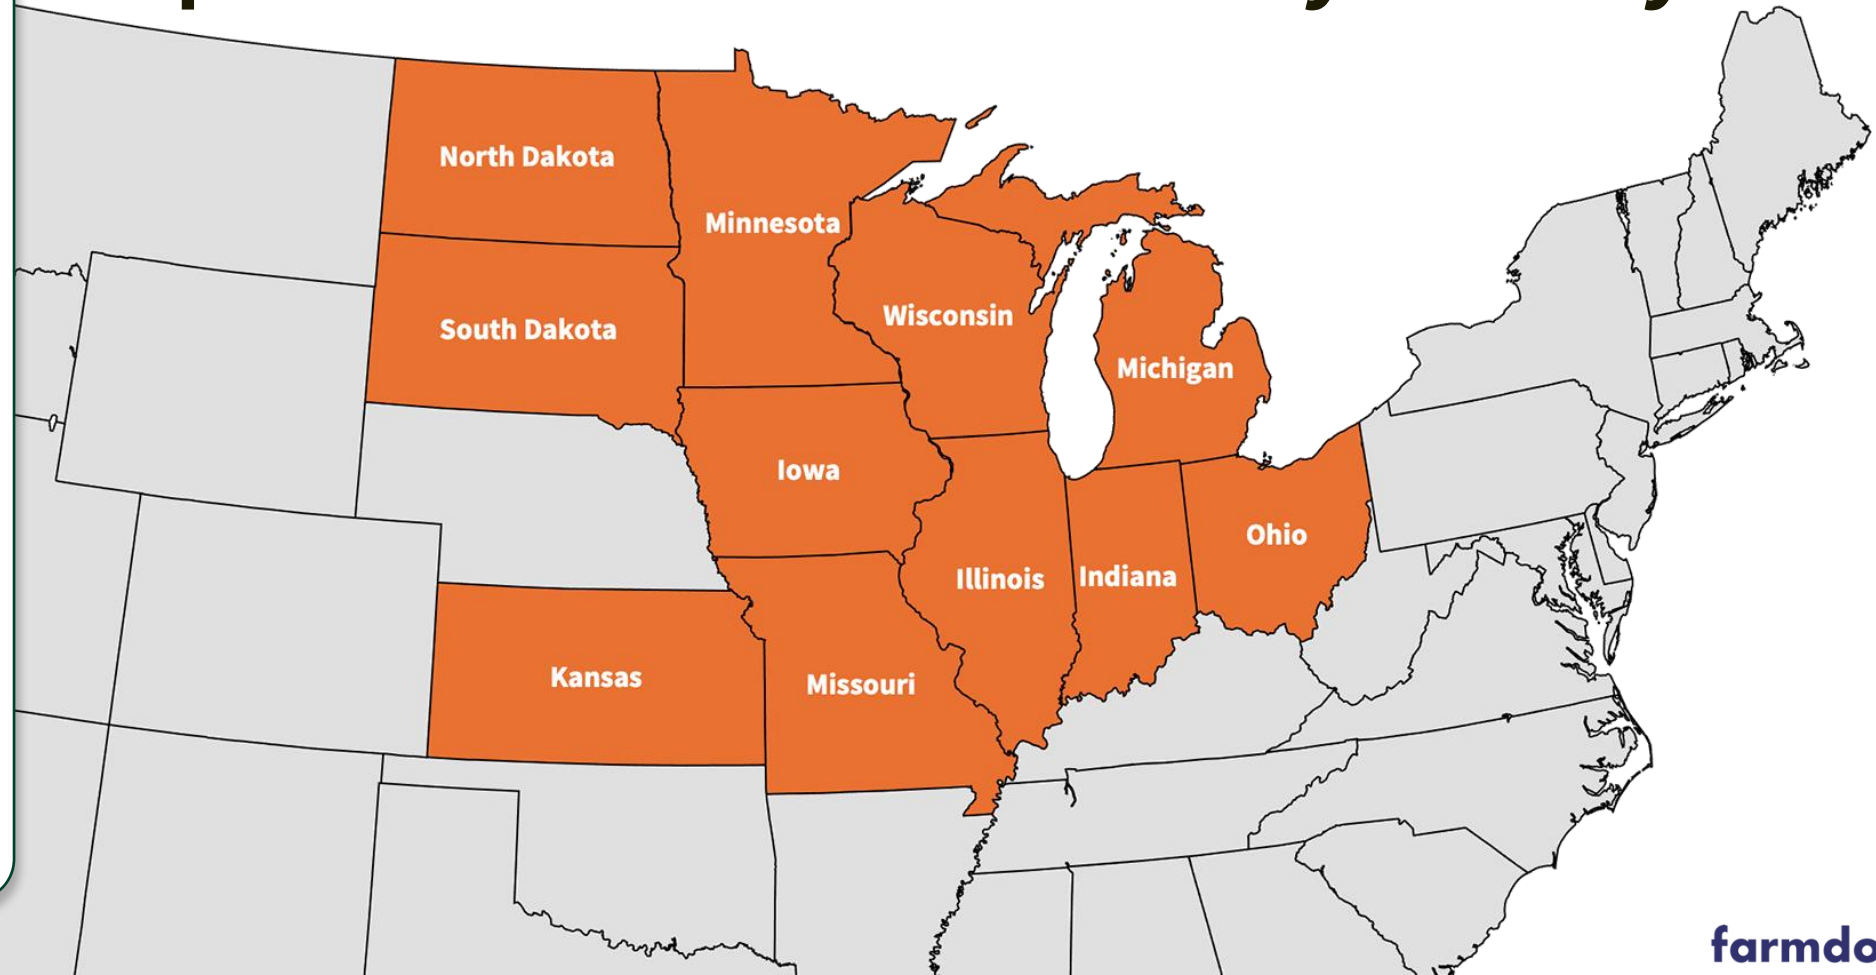 North Dakota
Minnesota
Wisconsin
South Dakota
Michigan
Iowa
Ohio
Illinois
Indiana
Kansas
Missouri
farmdo